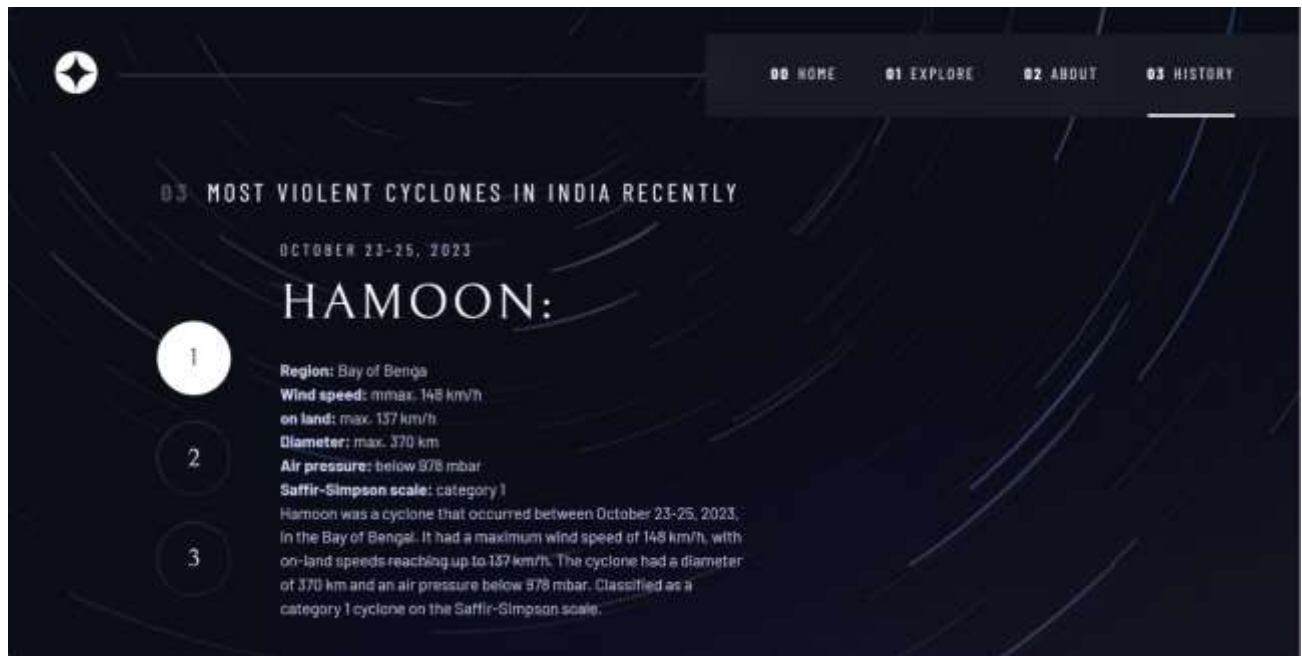 00 HOME 01 EXPLORE 02 ABOUT 03 HISTORY
03 MOST VIOLENT CYCLONES IN INDIA RECENTLY
OCTOBER 23-25, 2023
HAMOON:
1
Region: Bay of Benga
Wind speed: mmax. 148 km/h
on land: max. 137 km/h
2
Diameter: max. 370 km
Air pressure: below 978 mbar
Saffir-Simpson scale: category 1
Hamoon was a cyclone that occurred between October 23-25, 2023,
in the Bay of Bengal. It had a maximum wind speed of 148 km/h, with
3
on-land speeds reaching up to 137 km/h. The cyclone had a diameter
of 370 km and an air pressure below 978 mbar. Classified as a
category 1 cyclone on the Saffir-Simpson scale.